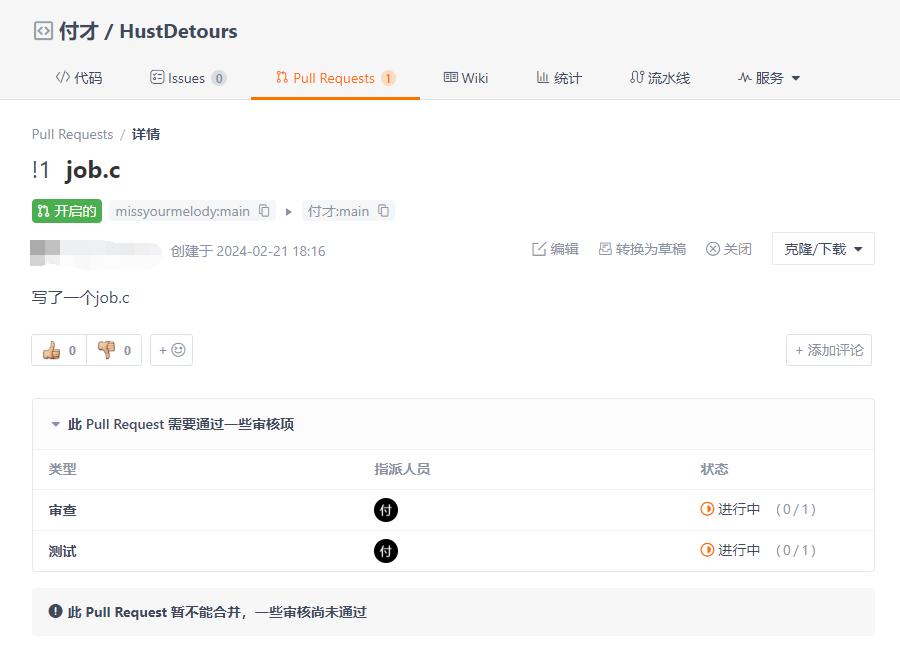 付才 / HustDetours
代码 Issues 0 Pull Requests 1 Wiki 统计 流水线 服务
Pull Requests / 详情
!1 job.c
开启的 missyourmelody:main 付才:main
创建于 2024-02-21 18:16 编辑 转换为草稿 关闭 克隆/下载
写了一个job.c
0 0 + + 添加评论
此 Pull Request 需要通过一些审核项
类型 指派人员 状态
审查 付 进行中 (0/1)
测试 付 进行中 (0/1)
此 Pull Request 暂不能合并，一些审核尚未通过